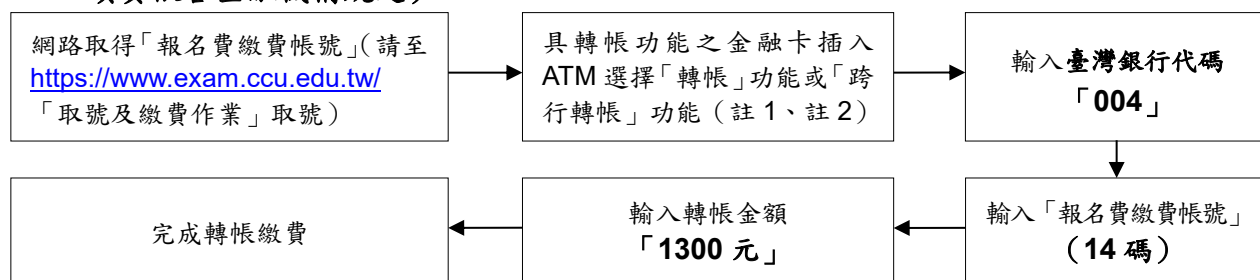 網路取得「報名費繳費帳號」(請至
https://www.exam.ccu.edu.tw/
「取號及繳費作業」取號)
具轉帳功能之金融卡插入
ATM 選擇「轉帳」功能或「跨
行轉帳」功能(註 1、註 2)
輸入臺灣銀行代碼
「004」
輸入「報名費繳費帳號」
(14 碼)
輸入轉帳金額
「1300 元」
完成轉帳繳費